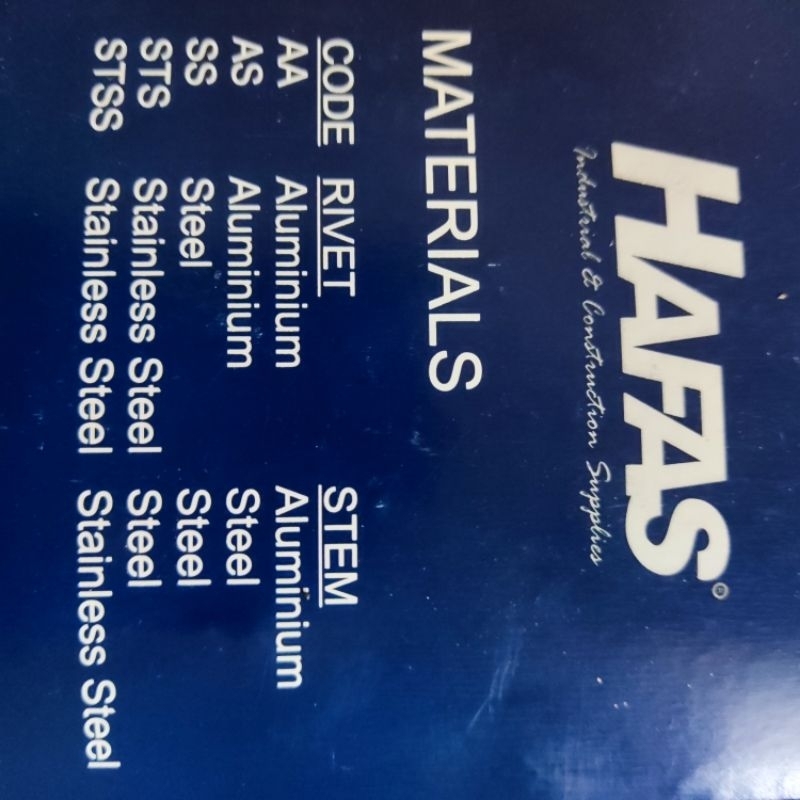 HAFAS®
Industrial & Construction Supplies
MATERIALS
CODE RIVET STEM
AA Aluminium Aluminium
AS Aluminium Steel
SS Steel Steel
STS Stainless Steel Steel
STSS Stainless Steel Stainless Steel